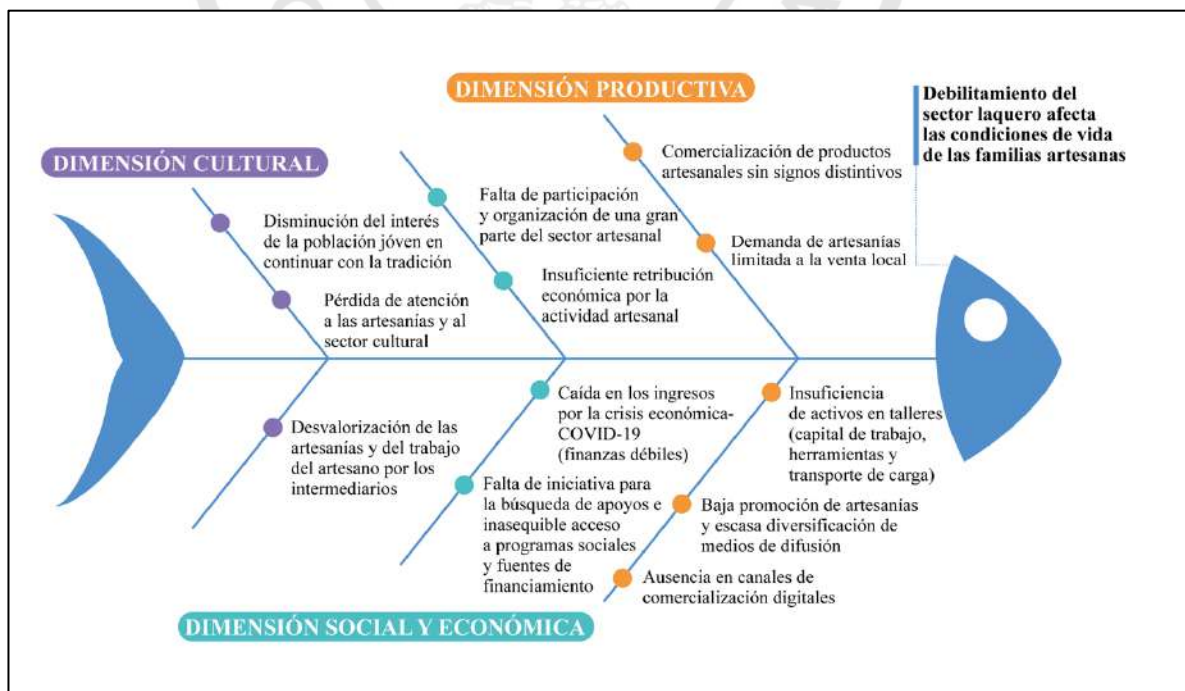 DIMENSIÓN PRODUCTIVA
Debilitamiento del
sector laquero afecta
las condiciones de vida
de las familias artesanas
DIMENSIÓN CULTURAL
Comercialización de productos
artesanales sin signos distintivos
Falta de participación
y organización de una gran
parte del sector artesanal
Disminución del interés
de la población jóven en
continuar con la tradición
Demanda de artesanías
limitada a la venta local
Insuficiente retribución
económica por la
actividad artesanal
Pérdida de atención
a las artesanías y al
sector cultural
Desvalorización de las
artesanías y del trabajo
del artesano por los
intermediarios
Caída en los ingresos
por la crisis económica-
COVID-19
(finanzas débiles)
Insuficiencia
de activos en talleres
(capital de trabajo,
herramientas y
transporte de carga)
Falta de iniciativa para
la búsqueda de apoyos e
inasequible acceso
a programas sociales
y fuentes de
financiamiento
Baja promoción de artesanías
y escasa diversificación de
medios de difusión
Ausencia en canales de
comercialización digitales
DIMENSIÓN SOCIAL Y ECONÓMICA